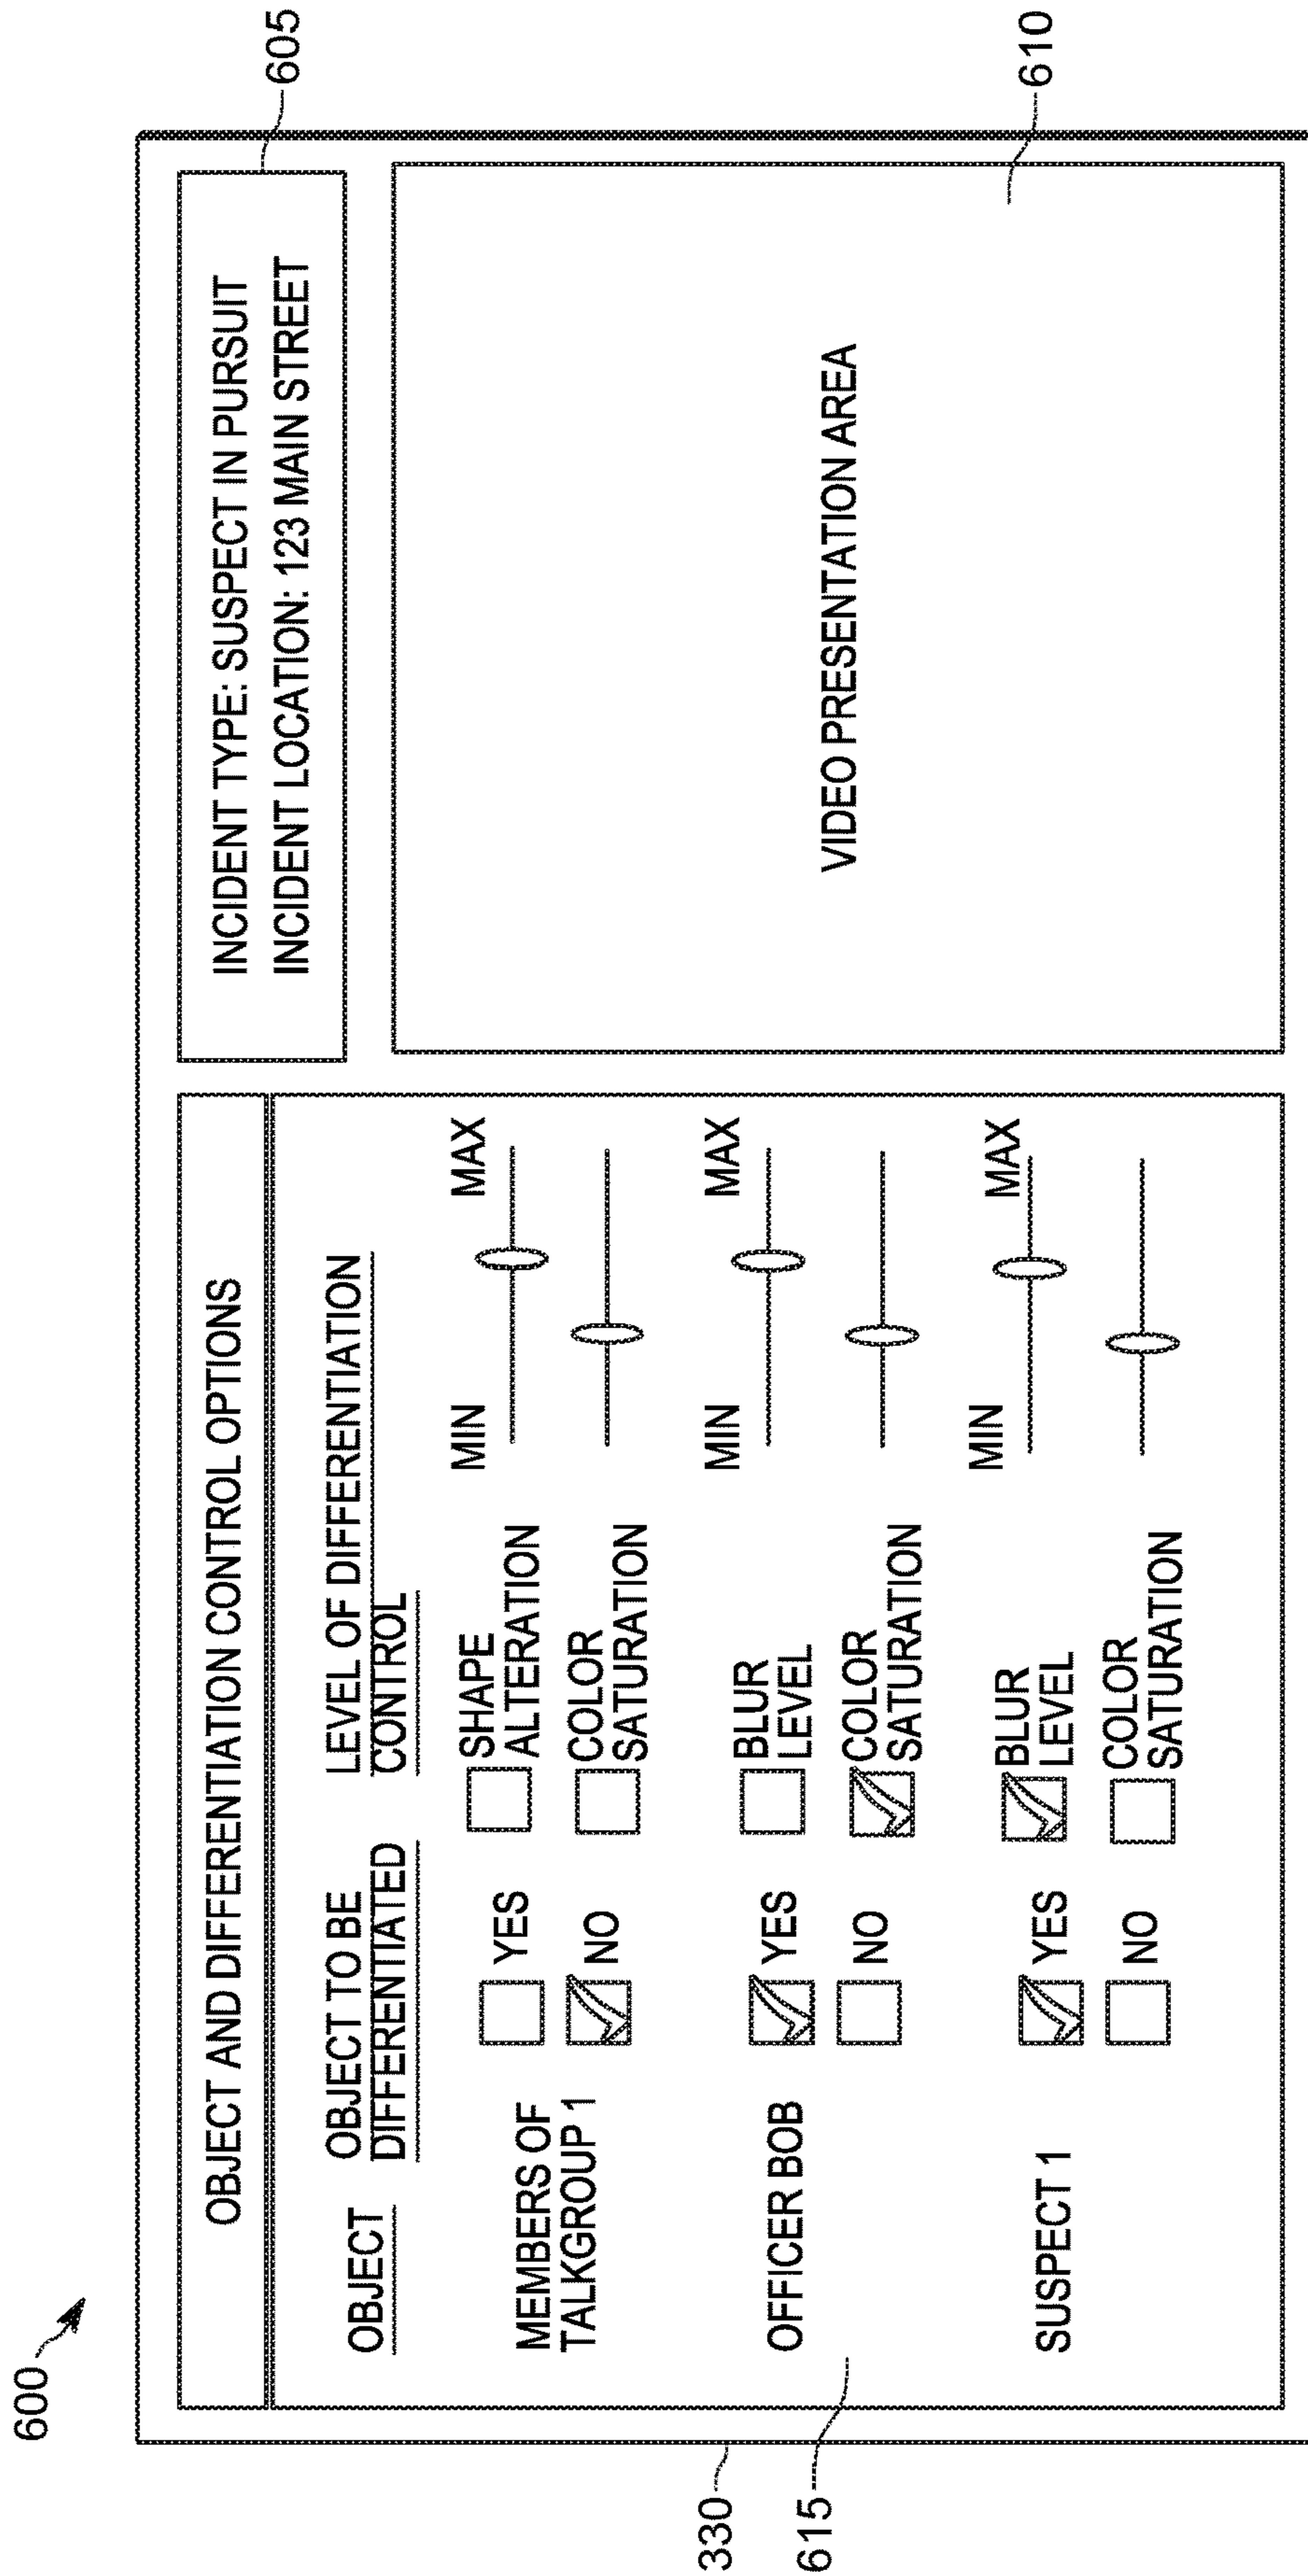 600
605
INCIDENT TYPE: SUSPECT IN PURSUIT
INCIDENT LOCATION: 123 MAIN STREET
610
VIDEO PRESENTATION AREA
OBJECT AND DIFFERENTIATION CONTROL OPTIONS
OBJECT
OBJECT TO BE
DIFFERENTIATED
LEVEL OF DIFFERENTIATION
CONTROL
MEMBERS OF
TALKGROUP 1
YES
NO
SHAPE
ALTERATION
COLOR
SATURATION
MIN
MAX
OFFICER BOB
YES
NO
BLUR
LEVEL
COLOR
SATURATION
MIN
MAX
SUSPECT 1
YES
NO
BLUR
LEVEL
COLOR
SATURATION
MIN
MAX
330
615